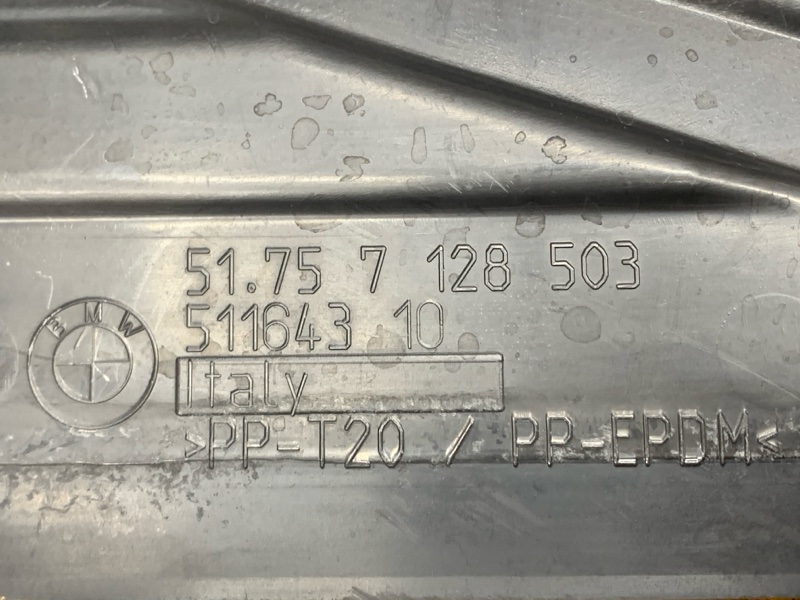 51.75 7 128 503
511643 10
BMW
Italy
>PP-T20 / PP-EPDM<